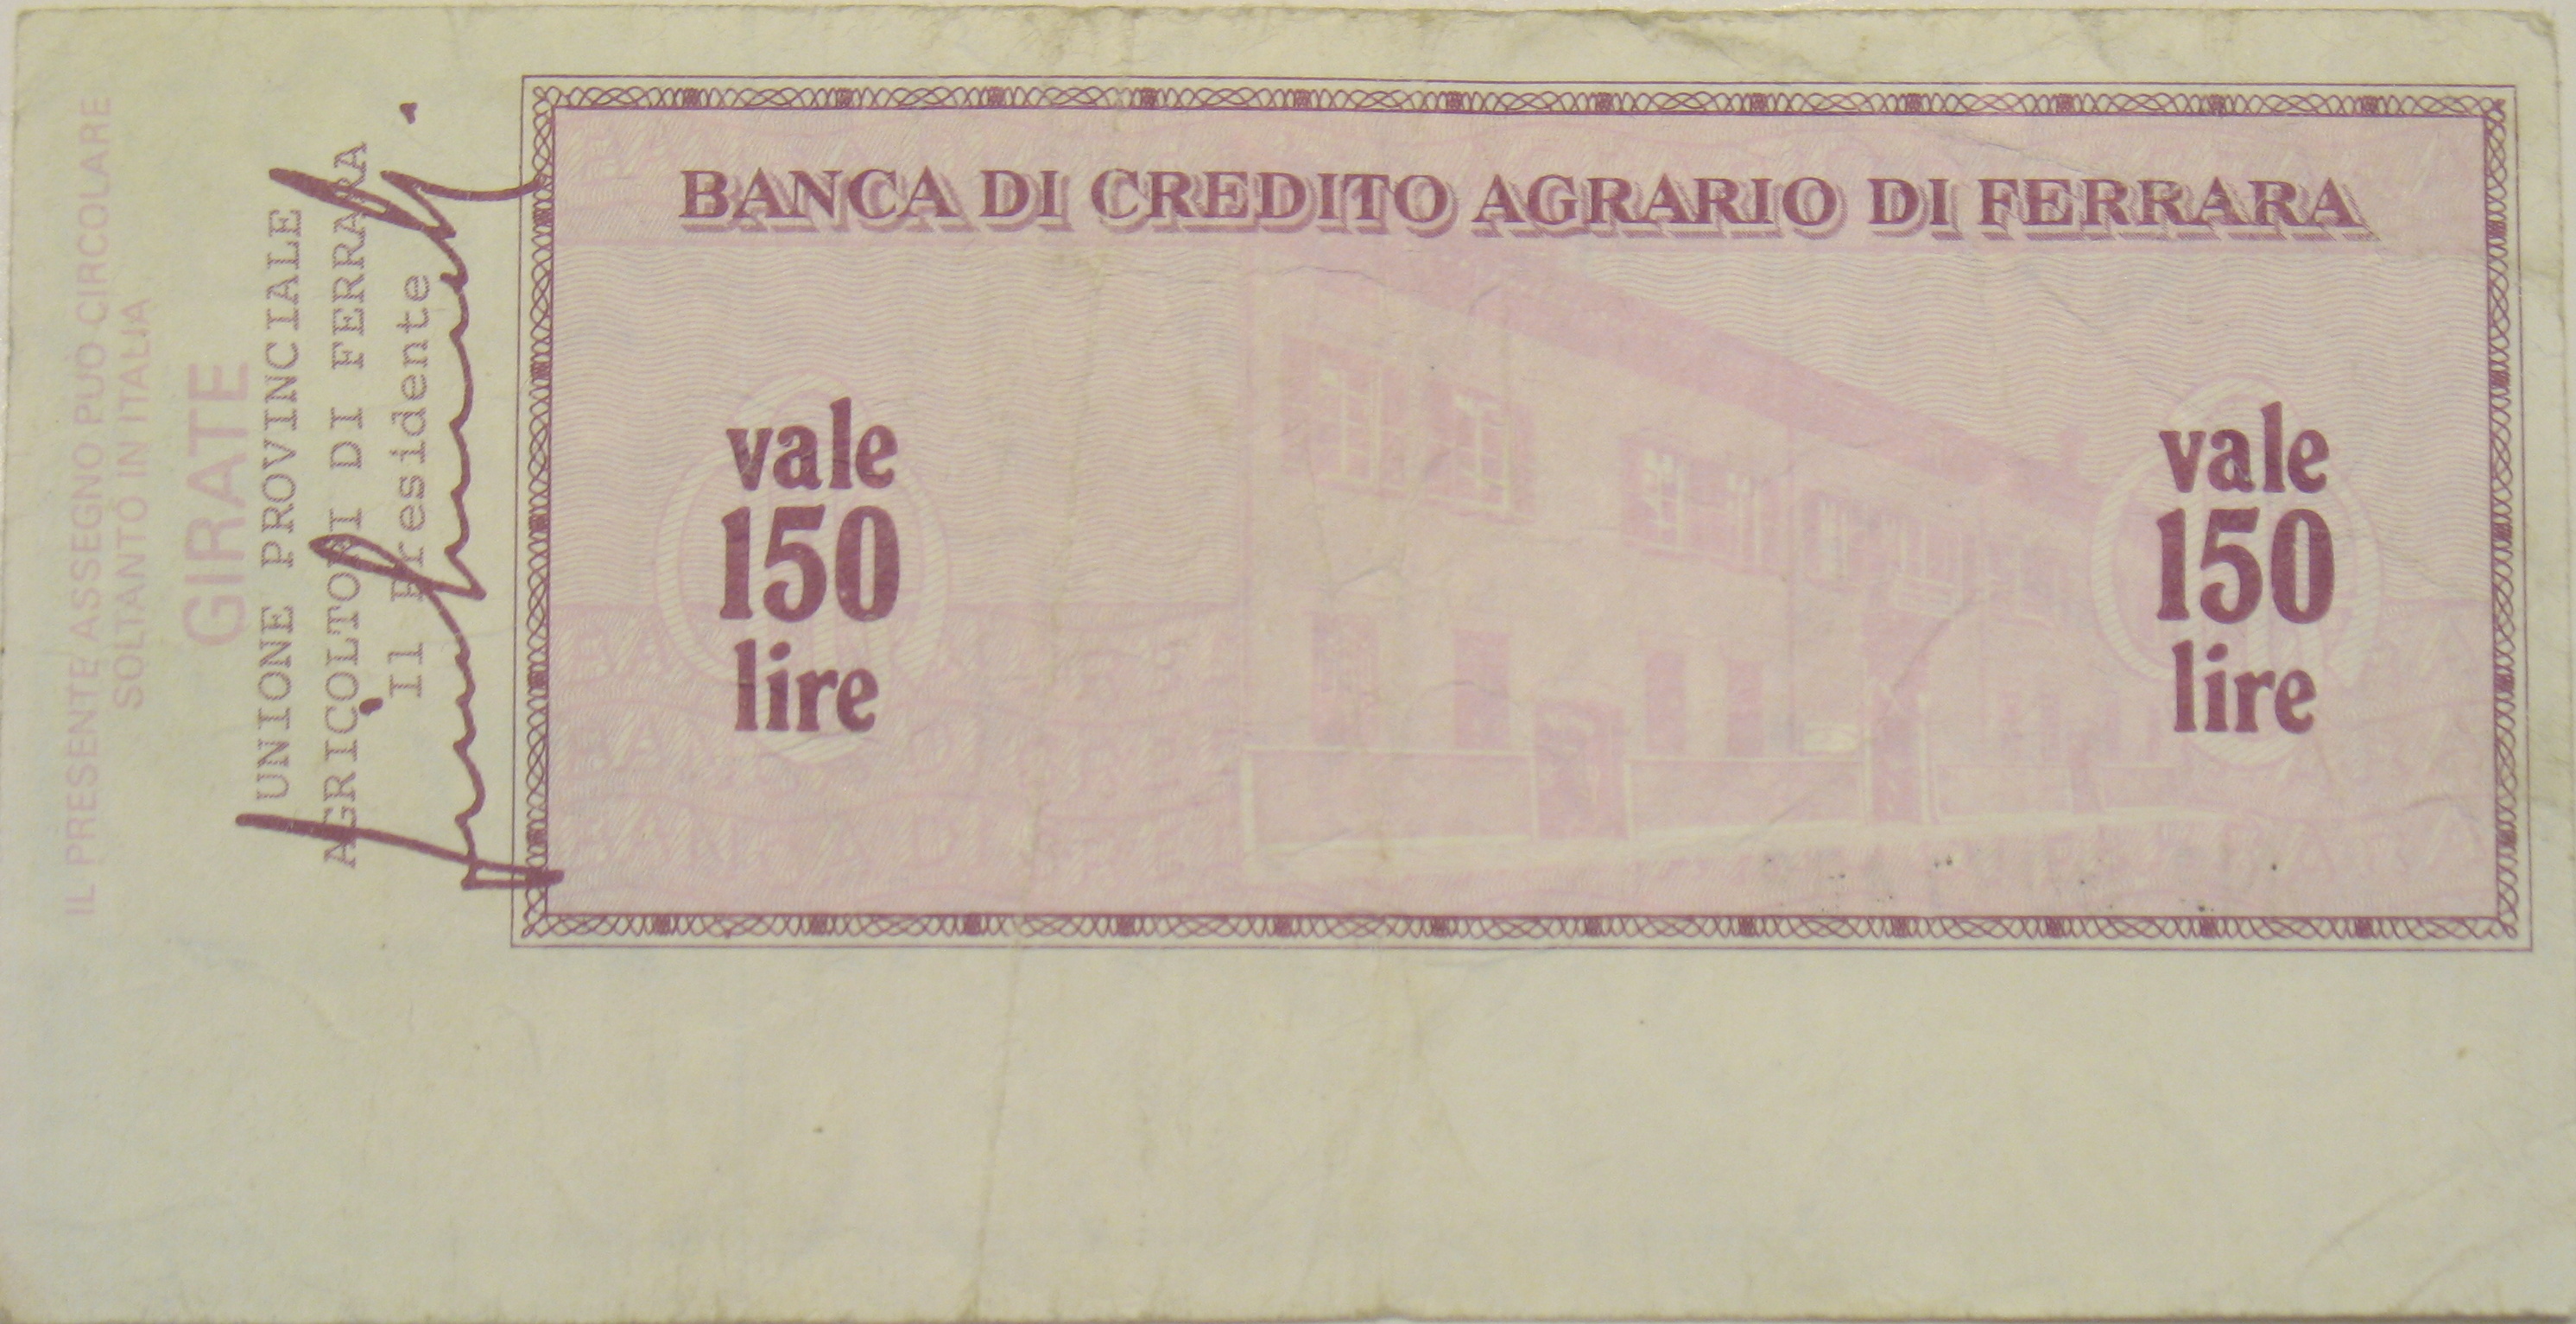 IL PRESENTE ASSEGNO PUÒ CIRCOLARE
SOLTANTO IN ITALIA
GIRATE
UNIONE PROVINCIALE
AGRICOLTORI DI FERRARA
Il Presidente
BANCA DI CREDITO AGRARIO DI FERRARA
vale
150
lire
vale
150
lire